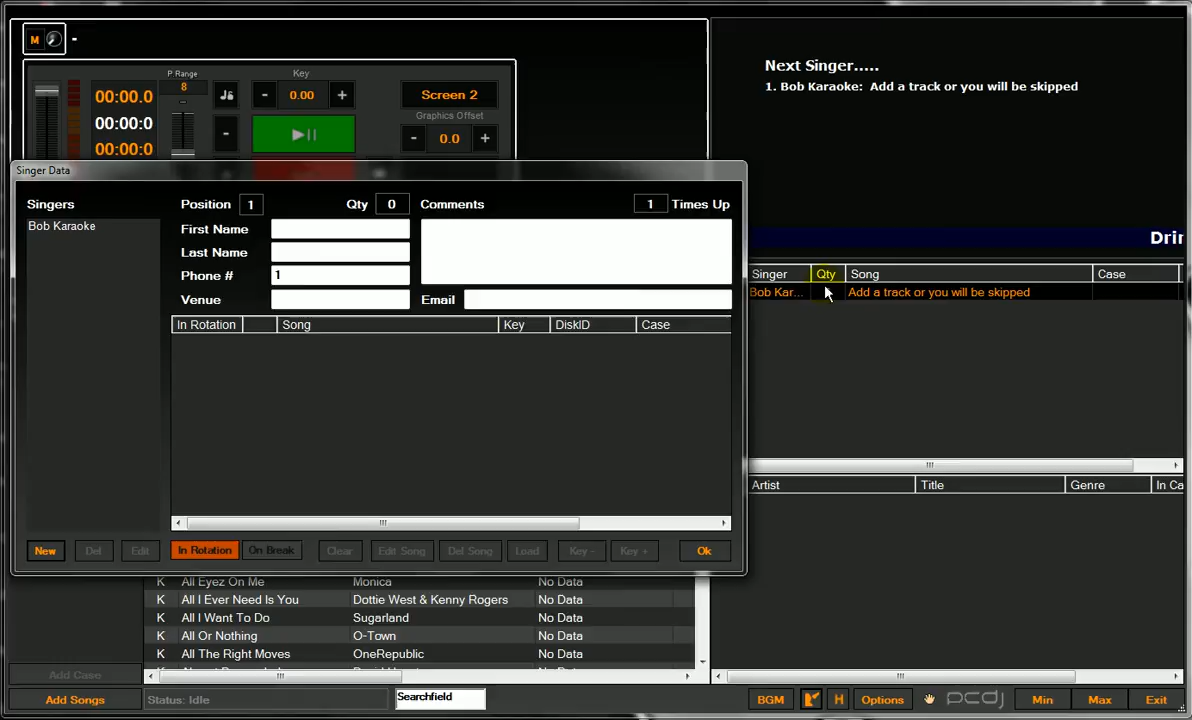 M -
P.Range
Key
8
00:00.0
- 0.00 +
Screen 2
Graphics Offset
00:00:0
-
- 0.0 +
00:00:0
Next Singer.....
1. Bob Karaoke: Add a track or you will be skipped
Drin
Singer Data
Singers
Bob Karaoke
Position 1
Qty 0
Comments
1 Times Up
First Name
Last Name
Phone # 1
Venue
Email
In Rotation Song Key DiskID Case
New Del Edit In Rotation On Break Clear Edit Song Del Song Load Key - Key + Ok
Singer Qty Song Case
Bob Kar... Add a track or you will be skipped
Artist Title Genre In Ca
K All Eyez On Me Monica No Data
K All I Ever Need Is You Dottie West & Kenny Rogers No Data
K All I Want To Do Sugarland No Data
K All Or Nothing O-Town No Data
K All The Right Moves OneRepublic No Data
Add Case
Add Songs
Status: Idle
Searchfield
BGM H Options pcdj Min Max Exit